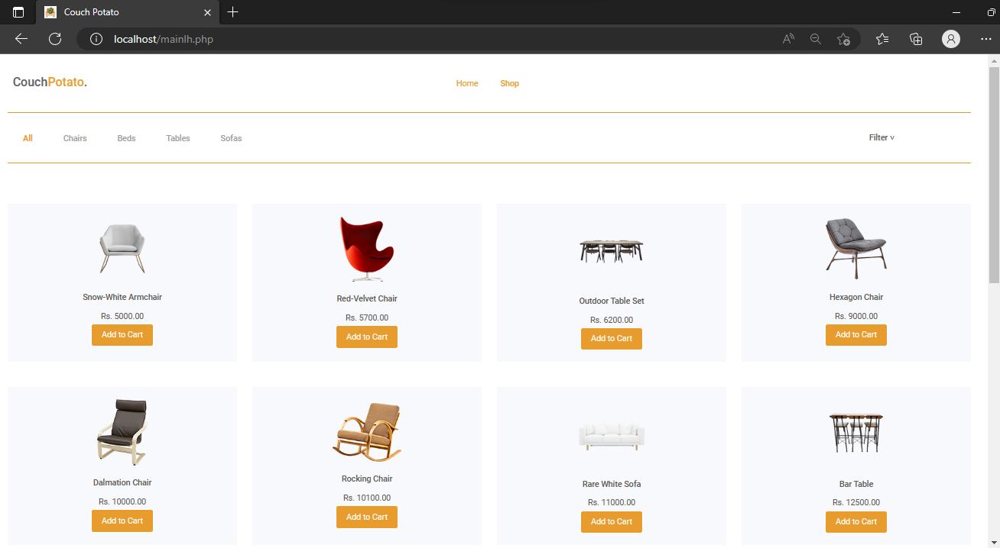 Couch Potato
localhost/mainlh.php
CouchPotato.
Home Shop
All Chairs Beds Tables Sofas Filter ˅
Snow-White Armchair
Rs. 5000.00
Add to Cart
Red-Velvet Chair
Rs. 5700.00
Add to Cart
Outdoor Table Set
Rs. 6200.00
Add to Cart
Hexagon Chair
Rs. 9000.00
Add to Cart
Dalmation Chair
Rs. 10000.00
Add to Cart
Rocking Chair
Rs. 10100.00
Add to Cart
Rare White Sofa
Rs. 11000.00
Add to Cart
Bar Table
Rs. 12500.00
Add to Cart